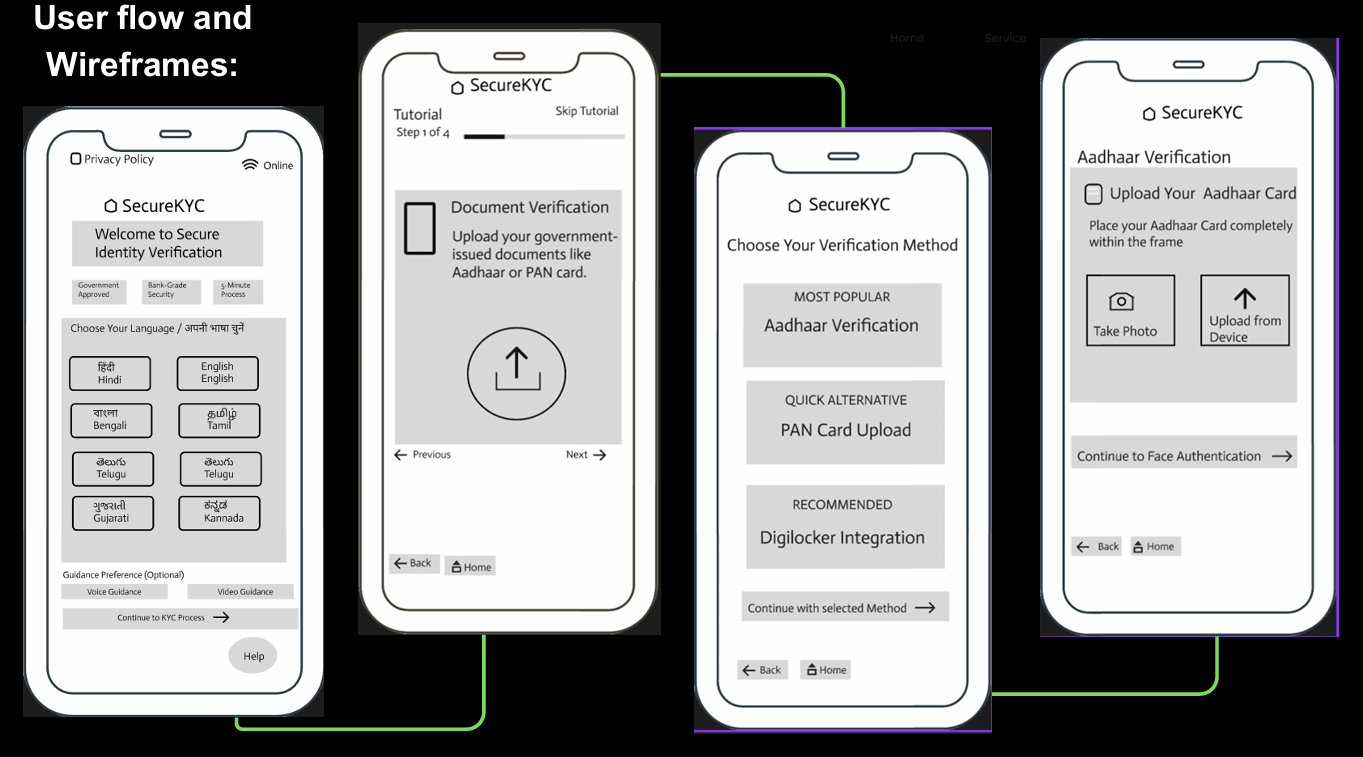 User flow and
Wireframes:
Home
Service
Privacy Policy
Online
SecureKYC
Welcome to Secure
Identity Verification
Government
Approved
Bank-Grade
Security
5-Minute
Process
Choose Your Language / अपनी भाषा चुनें
हिंदी
Hindi
English
English
বাংলা
Bengali
தமிழ்
Tamil
తెలుగు
Telugu
తెలుగు
Telugu
ગુજરાતી
Gujarati
ಕನ್ನಡ
Kannada
Guidance Preference (Optional)
Voice Guidance
Video Guidance
Continue to KYC Process
Help
SecureKYC
Tutorial
Skip Tutorial
Step 1 of 4
Document Verification
Upload your government-
issued documents like
Aadhaar or PAN card.
Previous
Next
Back
Home
SecureKYC
Choose Your Verification Method
MOST POPULAR
Aadhaar Verification
QUICK ALTERNATIVE
PAN Card Upload
RECOMMENDED
Digilocker Integration
Continue with selected Method
Back
Home
SecureKYC
Aadhaar Verification
Upload Your Aadhaar Card
Place your Aadhaar Card completely
within the frame
Take Photo
Upload from
Device
Continue to Face Authentication
Back
Home